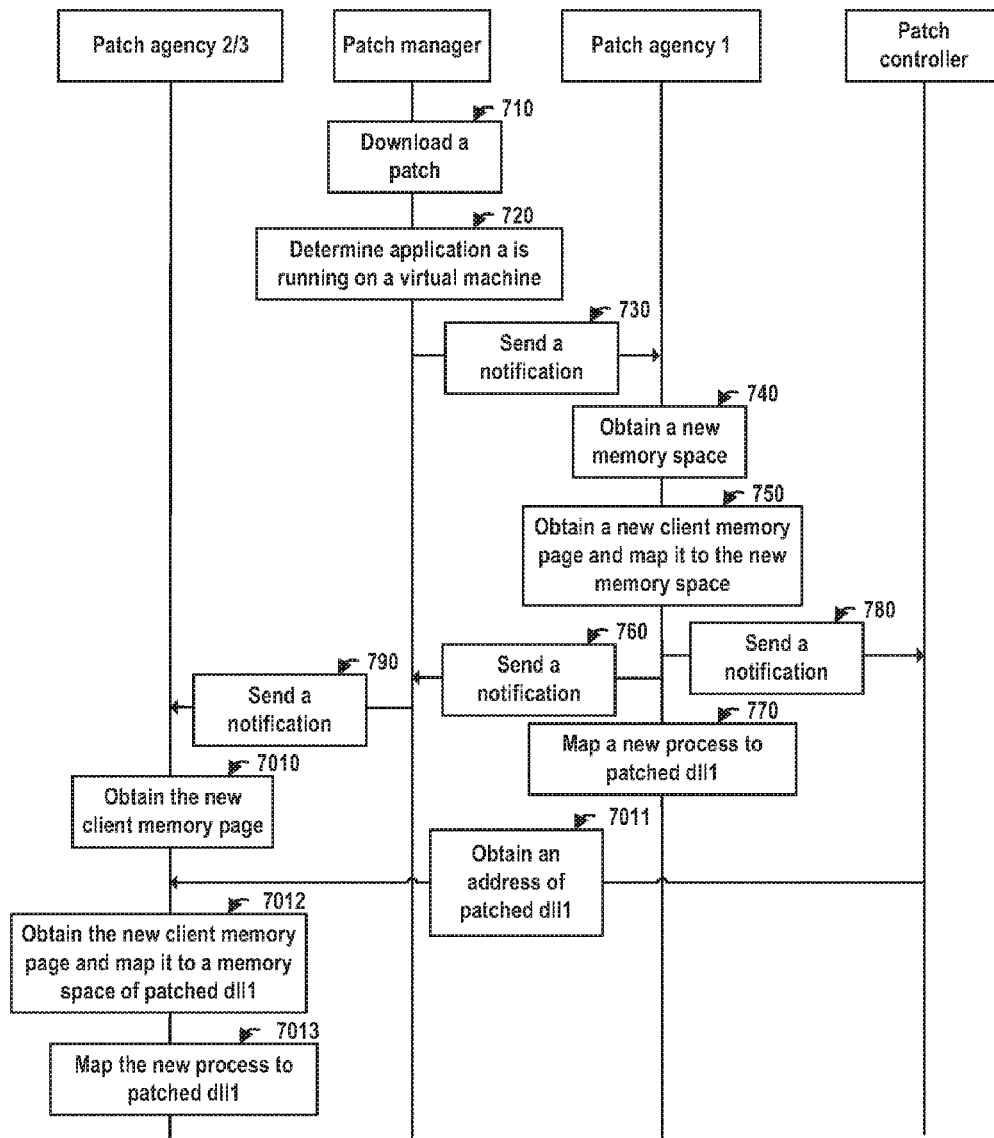 Patch agency 2/3
Patch manager
Patch agency 1
Patch
controller
710
Download a
patch
720
Determine application a is
running on a virtual machine
730
Send a
notification
740
Obtain a new
memory space
750
Obtain a new client memory
page and map it to the new
memory space
780
Send a
notification
760
Send a
notification
790
Send a
notification
770
Map a new process to
patched dll1
7010
Obtain the new
client memory page
7011
Obtain an
address of
patched dll1
7012
Obtain the new client memory
page and map it to a memory
space of patched dll1
7013
Map the new process to
patched dll1